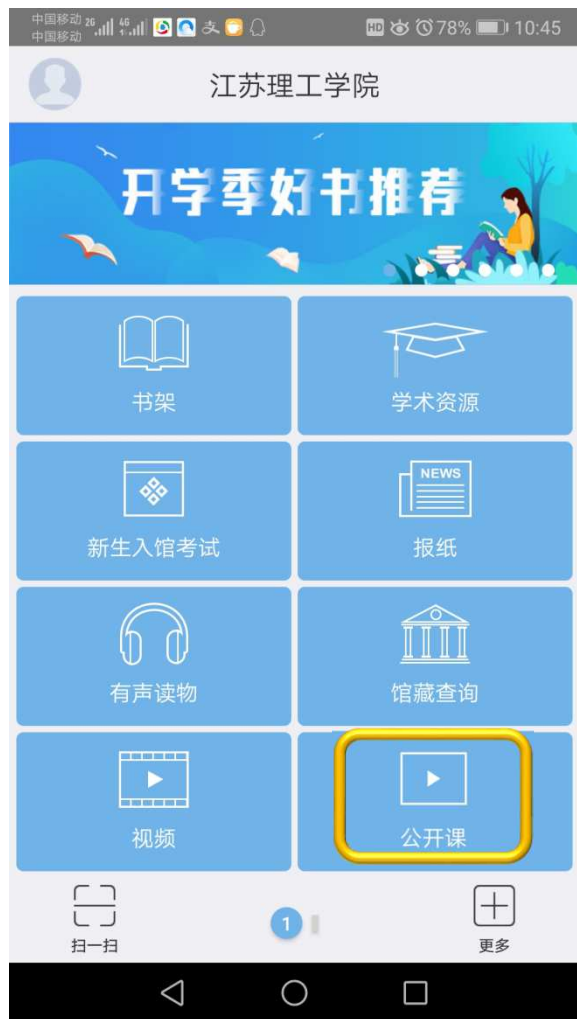 中国移动 2G 4G HD 78% 10:45
中国移动
江苏理工学院
开学季好书推荐
书架
学术资源
新生入馆考试
NEWS
报纸
有声读物
馆藏查询
视频
公开课
1
扫一扫
更多